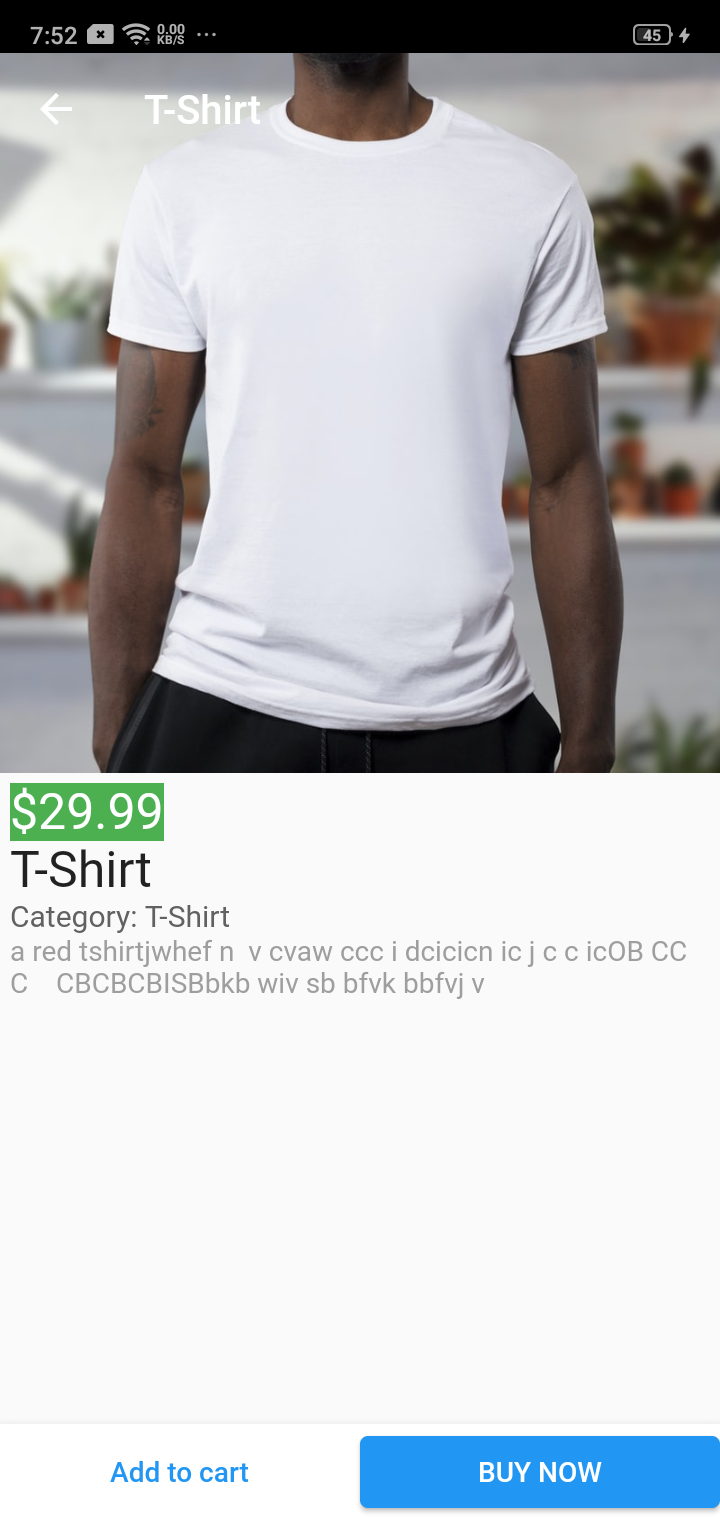 7:52 0.00 KB/S ... 45
T-Shirt
$29.99
T-Shirt
Category: T-Shirt
a red tshirtjwhef n  v cvaw ccc i dcicicn ic j c c icOB CC
C    CBCBCBISBbkb wiv sb bfvk bbfvj v
Add to cart BUY NOW